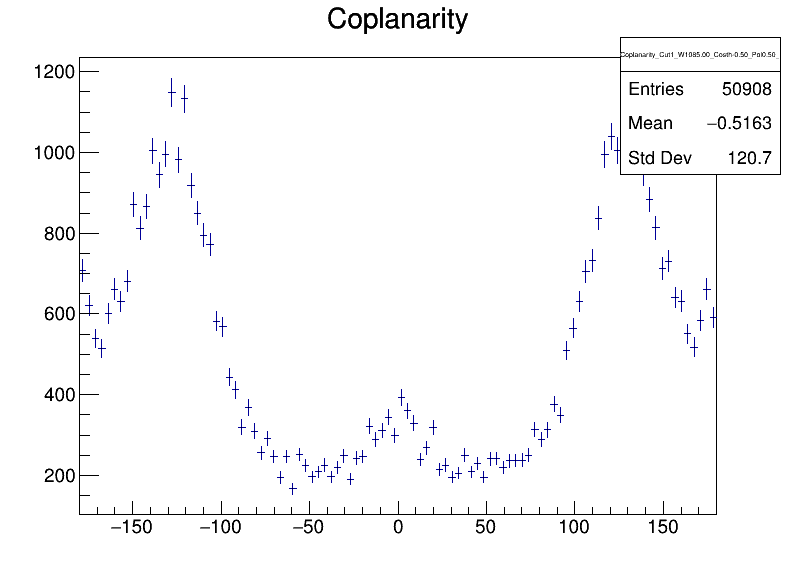 Coplanarity
Coplanarity_Cut1_W1085.00_Costh-0.50_Pol0.50_
Entries 50908
Mean −0.5163
Std Dev 120.7
1200
1000
800
600
400
200
−150 −100 −50 0 50 100 150